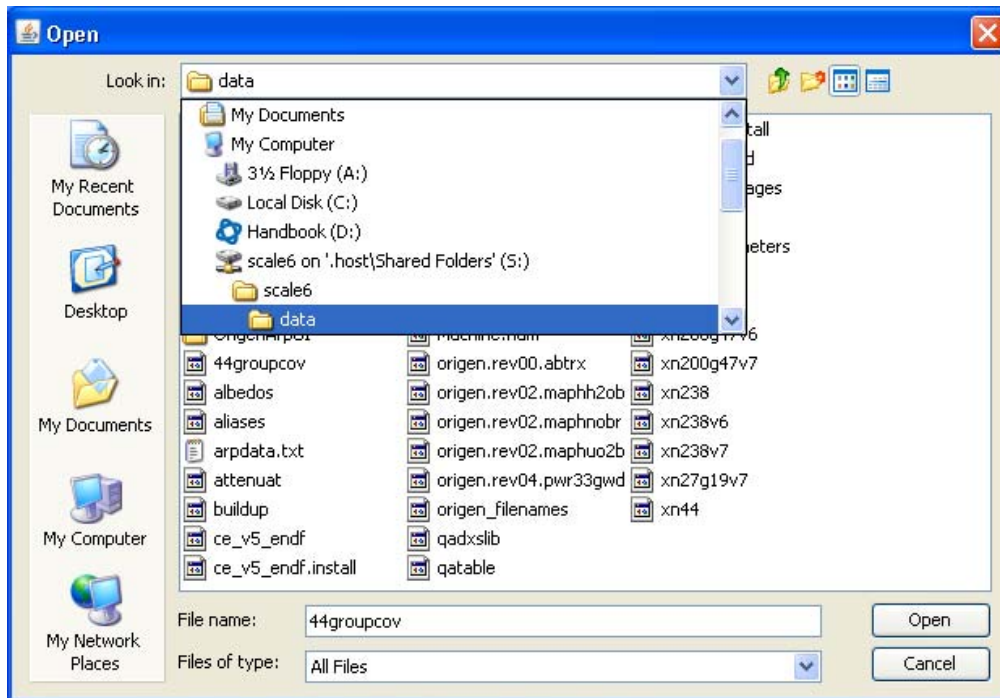 Open
Look in:
data
My Documents
My Computer
3½ Floppy (A:)
Local Disk (C:)
Handbook (D:)
scale6 on '.host\Shared Folders' (S:)
scale6
data
My Recent
Documents
Desktop
My Documents
My Computer
My Network
Places
44groupcov
albedos
aliases
arpdata.txt
attenuat
buildup
ce_v5_endf
ce_v5_endf.install
origen.rev00.abtrx
origen.rev02.maphh2ob
origen.rev02.maphnobr
origen.rev02.maphuo2b
origen.rev04.pwr33gwd
origen_filenames
qadxslib
qatable
xn200g47v7
xn238
xn238v6
xn238v7
xn27g19v7
xn44
File name:
44groupcov
Open
Files of type:
All Files
Cancel